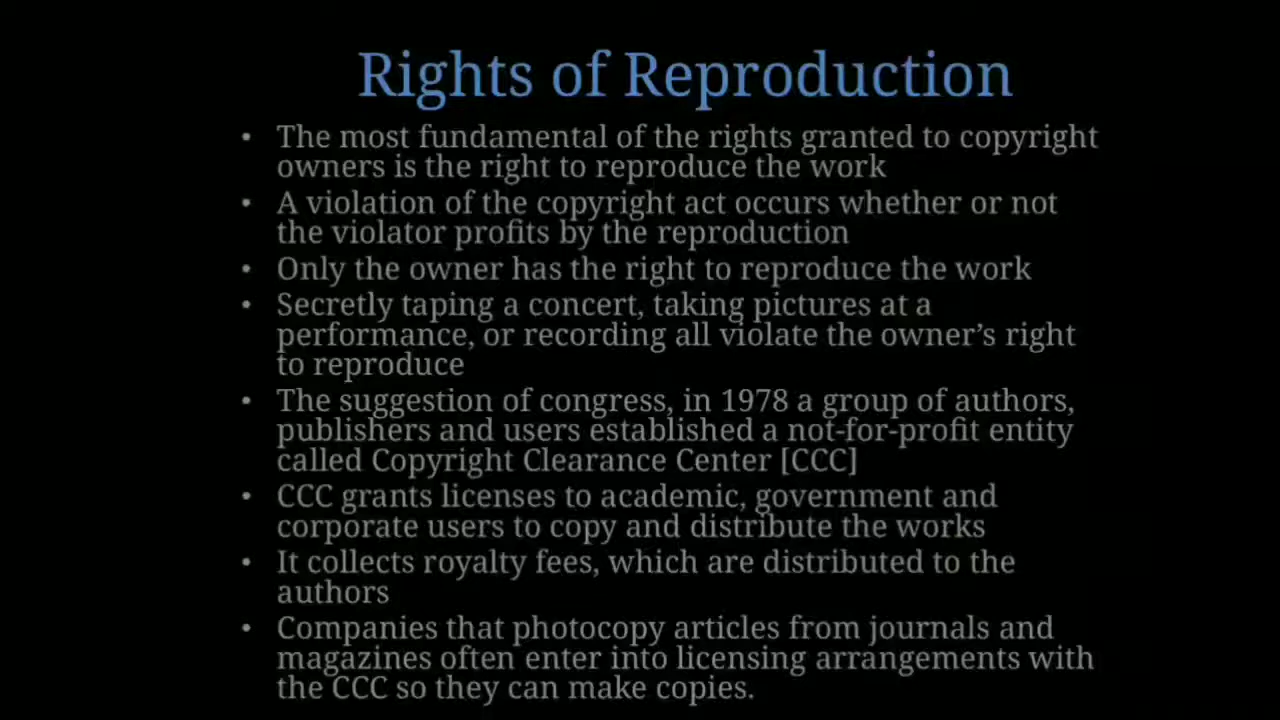 Rights of Reproduction
• The most fundamental of the rights granted to copyright
owners is the right to reproduce the work
• A violation of the copyright act occurs whether or not
the violator profits by the reproduction
• Only the owner has the right to reproduce the work
• Secretly taping a concert, taking pictures at a
performance, or recording all violate the owner’s right
to reproduce
• The suggestion of congress, in 1978 a group of authors,
publishers and users established a not-for-profit entity
called Copyright Clearance Center [CCC]
• CCC grants licenses to academic, government and
corporate users to copy and distribute the works
• It collects royalty fees, which are distributed to the
authors
• Companies that photocopy articles from journals and
magazines often enter into licensing arrangements with
the CCC so they can make copies.